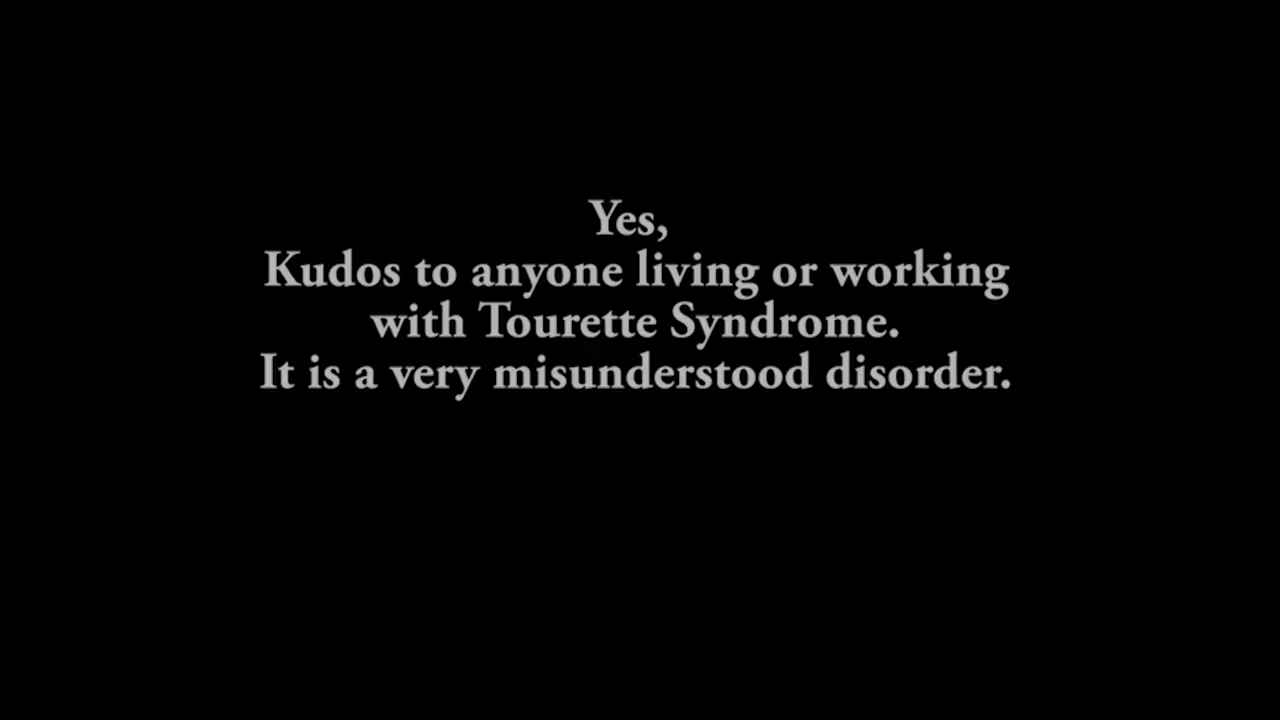 Yes,
Kudos to anyone living or working
with Tourette Syndrome.
It is a very misunderstood disorder.